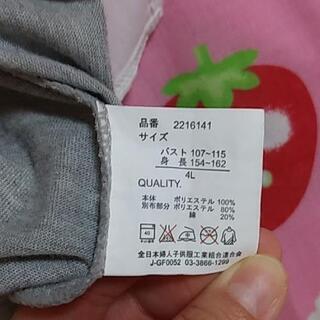 品番 2216141
サイズ
バスト 107~115
身 長 154~162
4L
QUALITY.
本体 ポリエステル 100%
別布部分 ポリエステル 80%
綿 20%
40
全日本婦人子供服工業組合連合会
J-GF0052 03-3866-1299